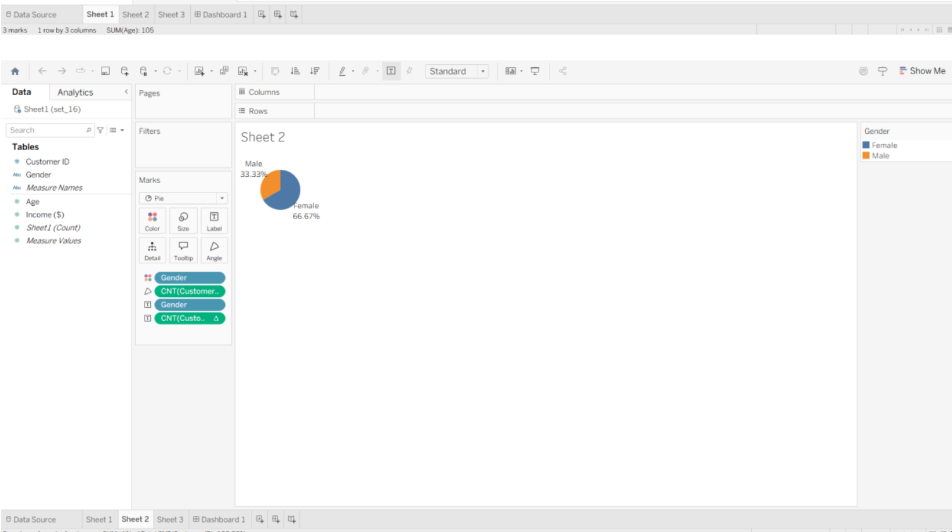 Data Source Sheet 1 Sheet 2 Sheet 3 Dashboard 1
3 marks 1 row by 3 columns SUM(Age): 105
Standard Show Me
Data Analytics
Sheet1 (set_16)
Search
Tables
Customer ID
Gender
Measure Names
Age
Income ($)
Sheet1 (Count)
Measure Values
Pages
Filters
Marks
Pie
Color Size Label
Detail Tooltip Angle
Gender
CNT(Customer..
Gender
CNT(Custo.. Δ
Columns
Rows
Sheet 2
Male
33.33%
Female
66.67%
Gender
Female
Male
Data Source Sheet 1 Sheet 2 Sheet 3 Dashboard 1